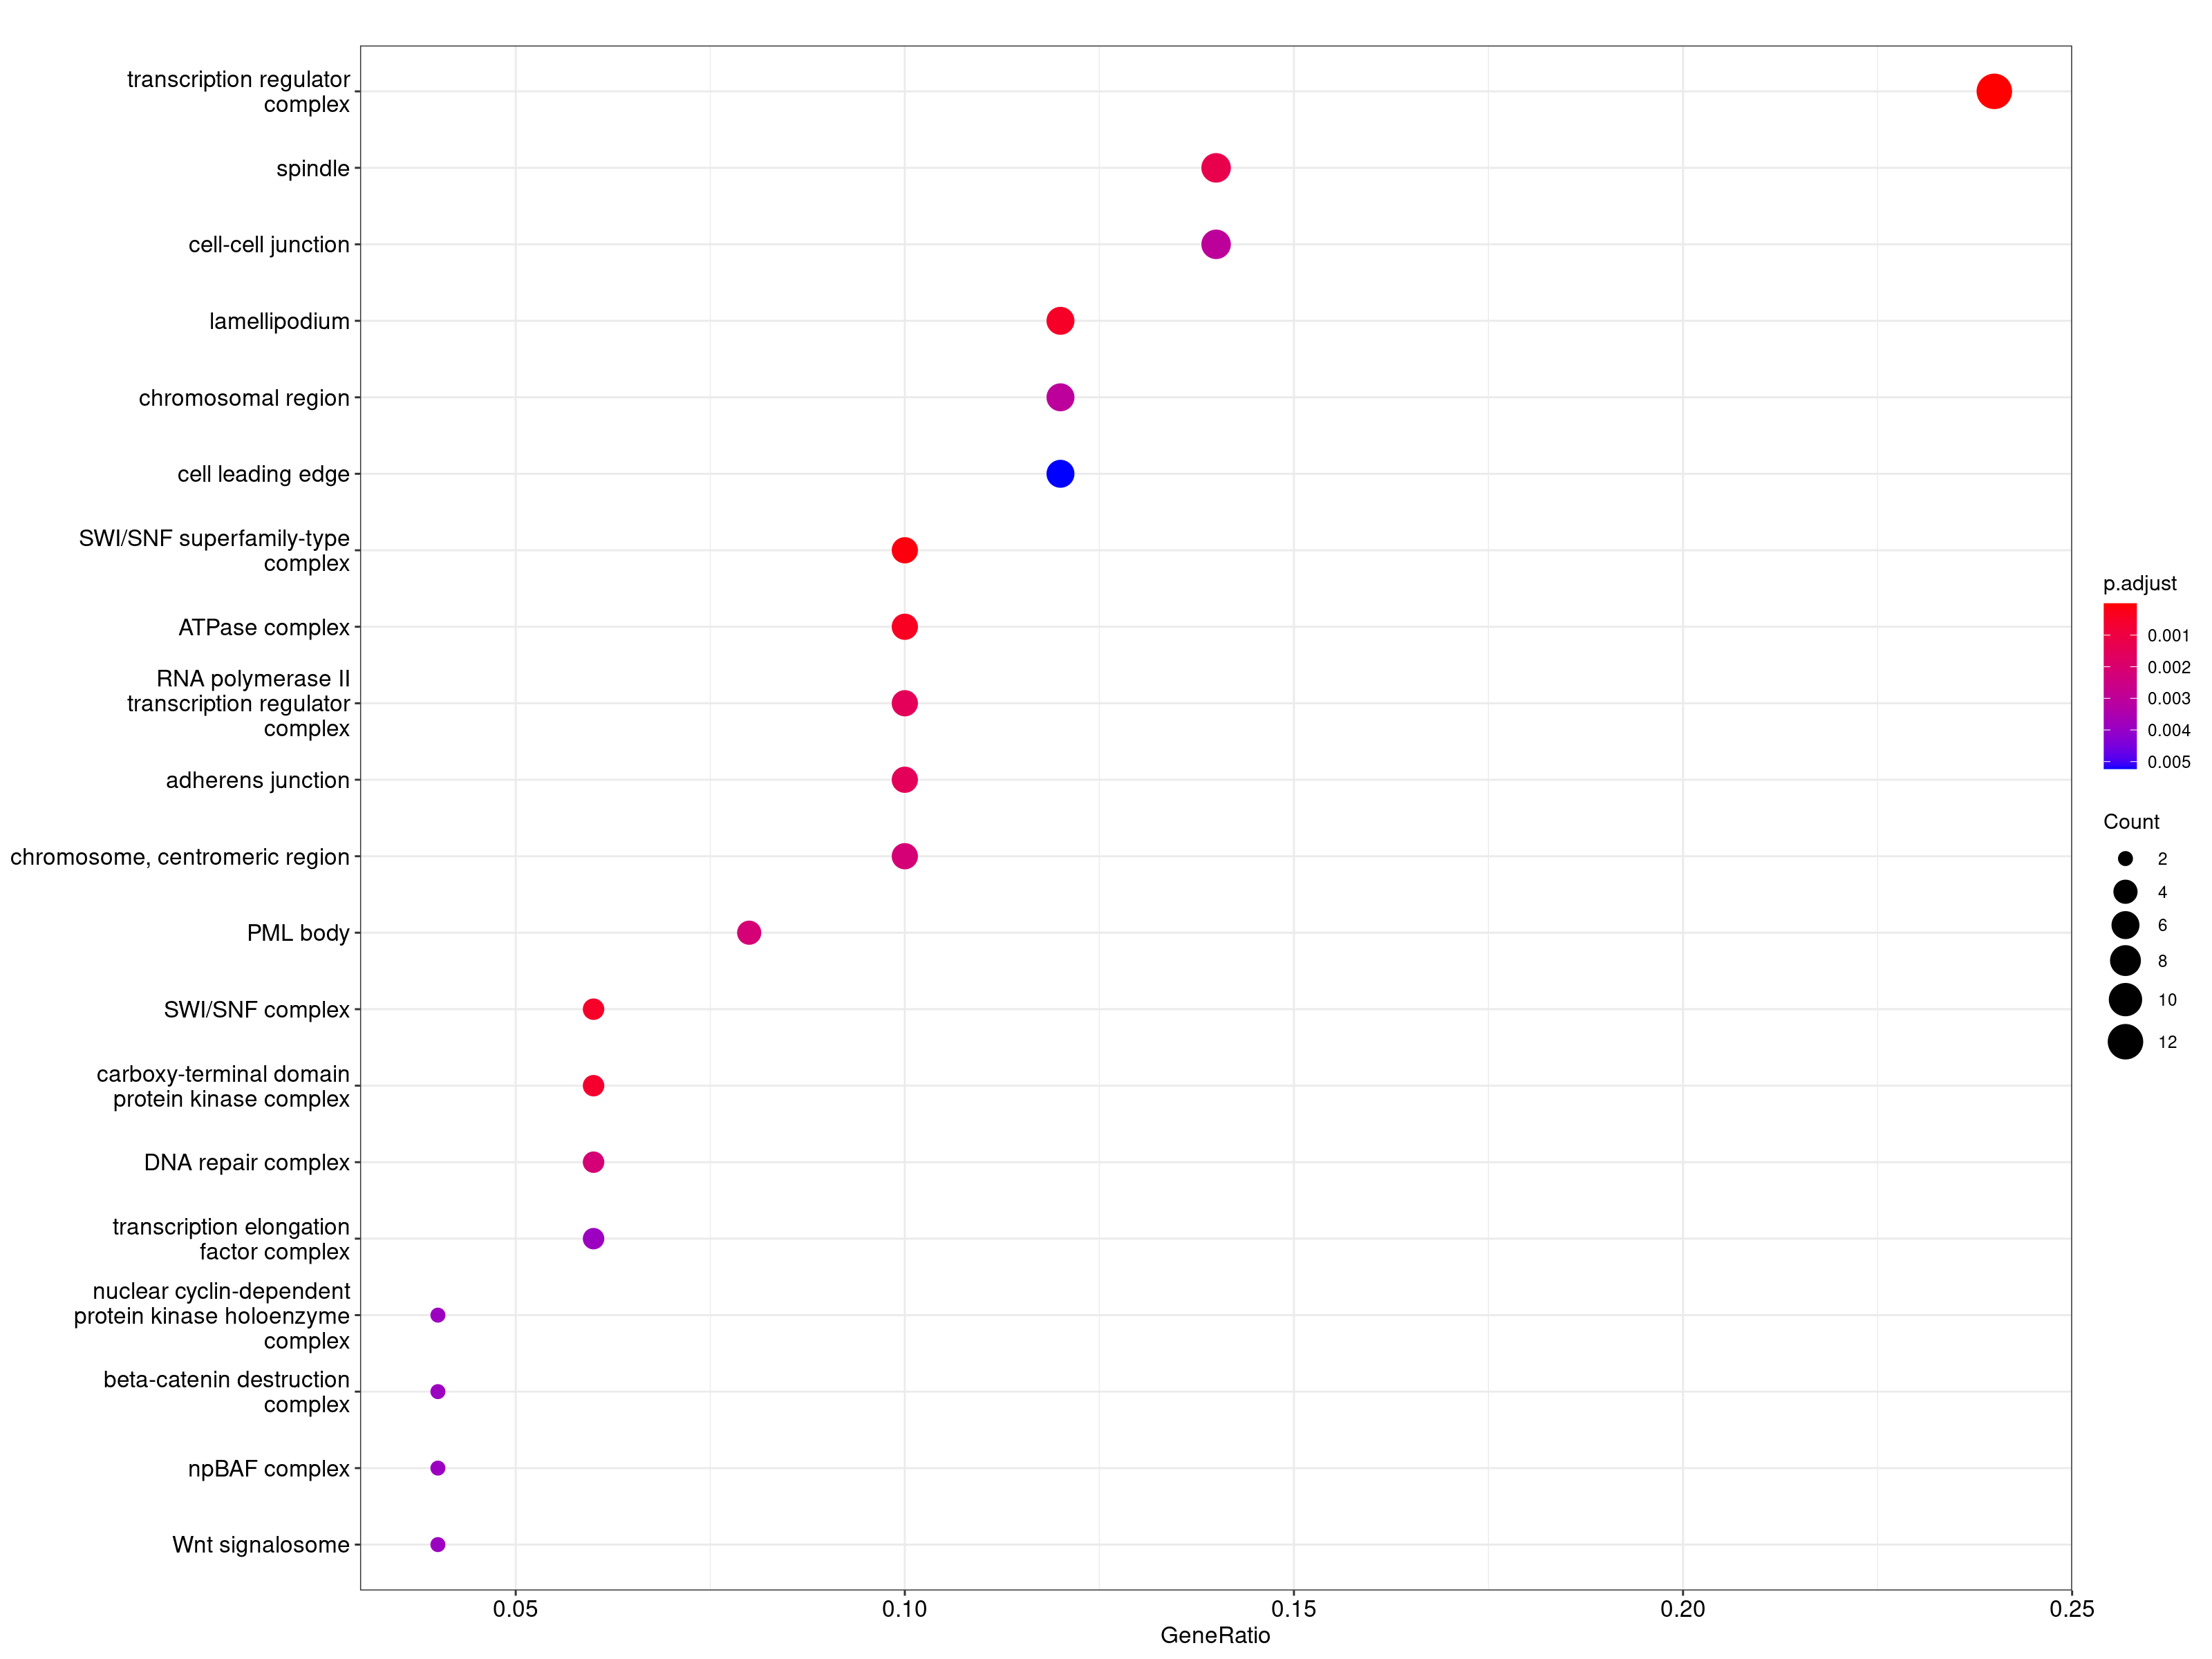 transcription regulator
complex
spindle
cell-cell junction
lamellipodium
chromosomal region
cell leading edge
SWI/SNF superfamily-type
complex
ATPase complex
RNA polymerase II
transcription regulator
complex
adherens junction
chromosome, centromeric region
PML body
SWI/SNF complex
carboxy-terminal domain
protein kinase complex
DNA repair complex
transcription elongation
factor complex
nuclear cyclin-dependent
protein kinase holoenzyme
complex
beta-catenin destruction
complex
npBAF complex
Wnt signalosome
0.05 0.10 0.15 0.20 0.25
GeneRatio
p.adjust
0.001
0.002
0.003
0.004
0.005
Count
2
4
6
8
10
12